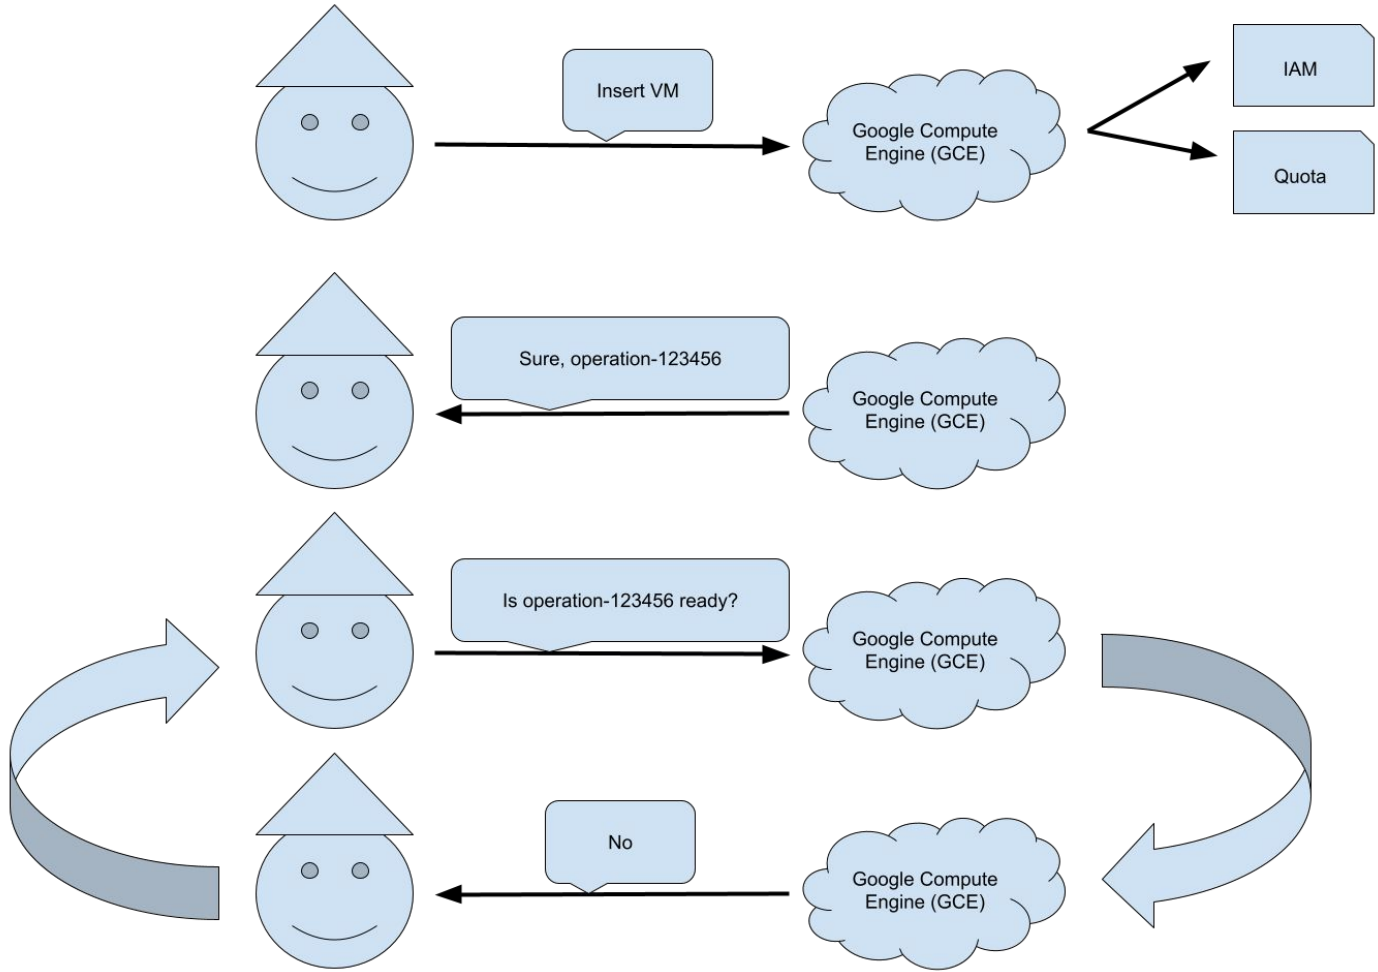 Insert VM
Google Compute
Engine (GCE)
IAM
Quota
Sure, operation-123456
Google Compute
Engine (GCE)
Is operation-123456 ready?
Google Compute
Engine (GCE)
No
Google Compute
Engine (GCE)